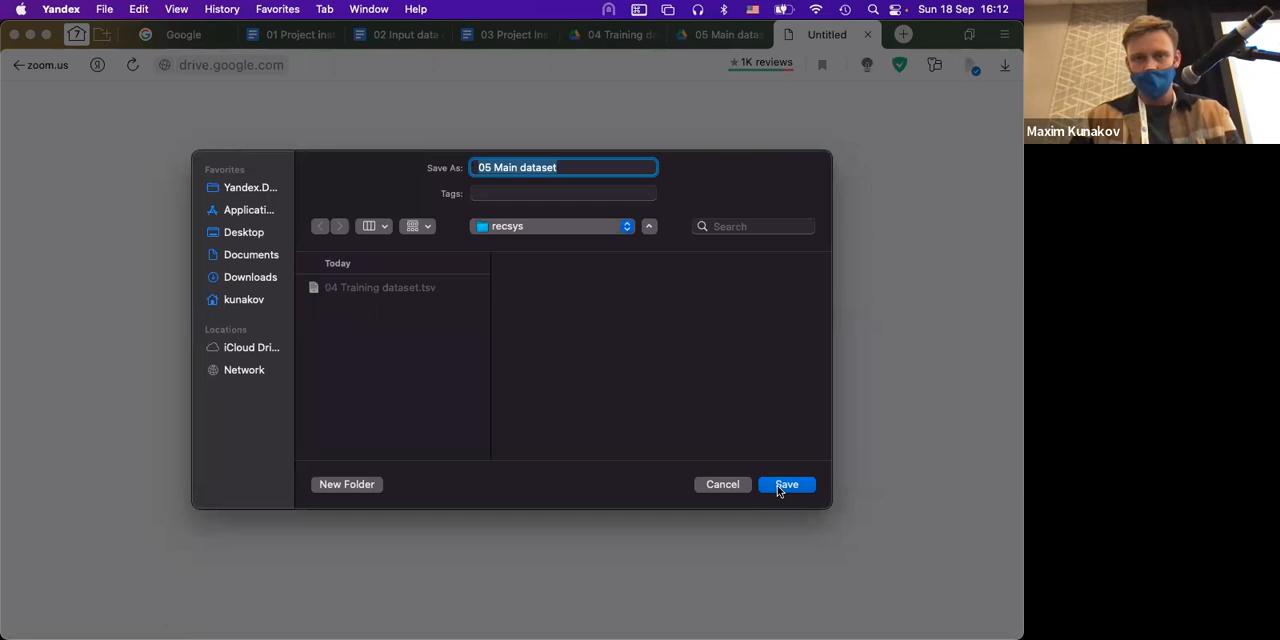 Yandex File Edit View History Favorites Tab Window Help Sun 18 Sep 16:12
7 Google 01 Project inst 02 Input data 03 Project Ins 04 Training da 05 Main datas Untitled
zoom.us drive.google.com 1K reviews
Save As: 05 Main dataset
Tags:
Favorites
Yandex.D...
Applicati...
Desktop
Documents
Downloads
kunakov
Locations
iCloud Dri...
Network
recsys
Search
Today
04 Training dataset.tsv
New Folder Cancel Save
Maxim Kunakov